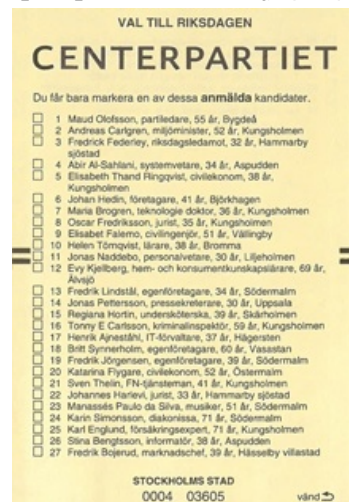 VAL TILL RIKSDAGEN
CENTERPARTIET
Du får bara markera en av dessa anmälda kandidater.
1 Maud Olofsson, partiledare, 55 år, Bygdeå
2 Andreas Carlgren, miljöminister, 52 år, Kungsholmen
3 Fredrick Federley, riksdagsledamot, 32 år, Hammarby
sjöstad
4 Abir Al-Sahlani, systemvetare, 34 år, Aspudden
5 Elisabeth Thand Ringqvist, civilekonom, 38 år,
Kungsholmen
6 Johan Hedin, företagare, 41 år, Björkhagen
7 Maria Brogren, teknologie doktor, 36 år, Kungsholmen
8 Oscar Fredriksson, jurist, 35 år, Kungsholmen
9 Elisabet Falemo, civilingenjör, 51 år, Vällingby
10 Helen Törnqvist, lärare, 38 år, Bromma
11 Jonas Naddebo, personalvetare, 30 år, Liljeholmen
12 Evy Kjellberg, hem- och konsumentkunskapslärare, 69 år,
Älvsjö
13 Fredrik Lindstål, egenföretagare, 34 år, Södermalm
14 Jonas Pettersson, pressekreterare, 30 år, Uppsala
15 Regiana Hortin, undersköterska, 39 år, Skärholmen
16 Tonny E Carlsson, kriminalinspektör, 59 år, Kungsholmen
17 Henrik Ajnestahl, IT-förvaltare, 37 år, Hägersten
18 Britt Synnerholm, egenföretagare, 60 år, Vasastan
19 Fredrik Jörgensen, egenföretagare, 39 år, Södermalm
20 Katarina Flygare, civilekonom, 52 år, Östermalm
21 Sven Thelin, FN-tjänsteman, 41 år, Kungsholmen
22 Johannes Harlevi, jurist, 33 år, Hammarby sjöstad
23 Manassés Paulo da Silva, musiker, 51 år, Södermalm
24 Karin Simonsson, diakonissa, 71 år, Södermalm
25 Karl Englund, försäkringsexpert, 71 år, Kungsholmen
26 Stina Bengtsson, informatör, 38 år, Aspudden
27 Fredrik Bojerud, marknadschef, 39 år, Hässelby villastad
STOCKHOLMS STAD
0004 03605
vänd